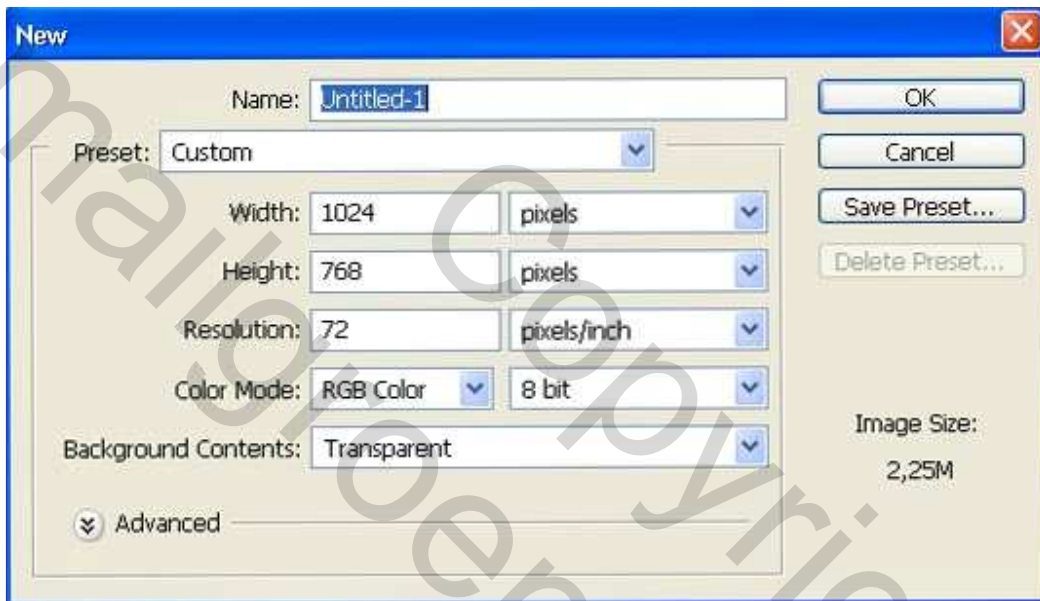 New
Name: Untitled-1
OK
Preset: Custom
Cancel
Width: 1024 pixels
Save Preset...
Height: 768 pixels
Delete Preset...
Resolution: 72 pixels/inch
Color Mode: RGB Color 8 bit
Background Contents: Transparent
Image Size:
2,25M
Advanced